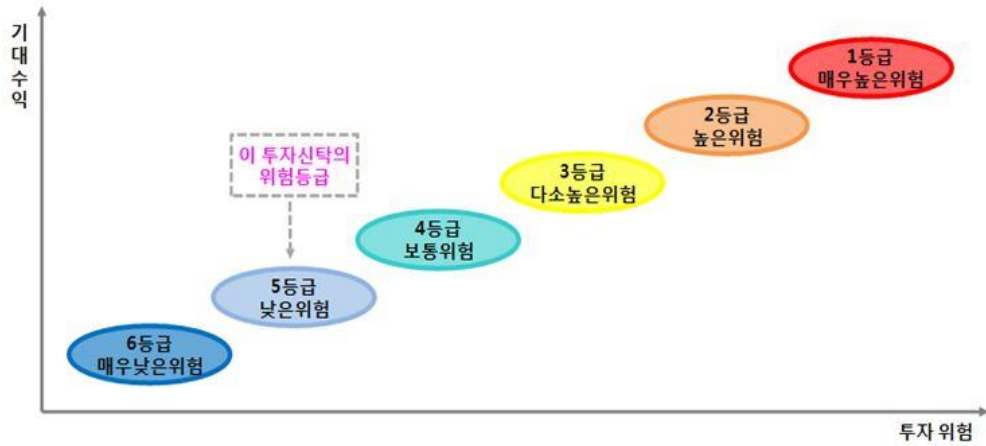 기대수익
1등급
매우높은위험
2등급
높은위험
3등급
다소높은위험
이 투자신탁의
위험등급
4등급
보통위험
5등급
낮은위험
6등급
매우낮은위험
투자 위험